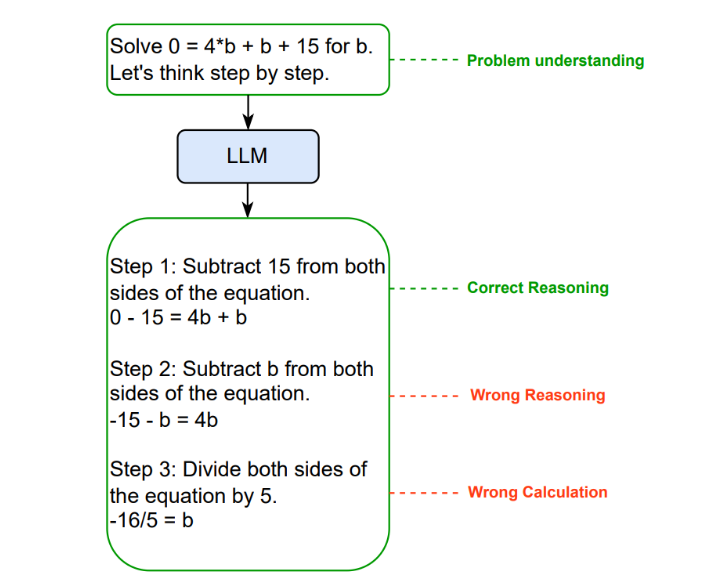 Solve 0 = 4*b + b + 15 for b.
Let's think step by step.
Problem understanding
LLM
Step 1: Subtract 15 from both
sides of the equation.
0 - 15 = 4b + b
Correct Reasoning
Step 2: Subtract b from both
sides of the equation.
-15 - b = 4b
Wrong Reasoning
Step 3: Divide both sides of
the equation by 5.
-16/5 = b
Wrong Calculation